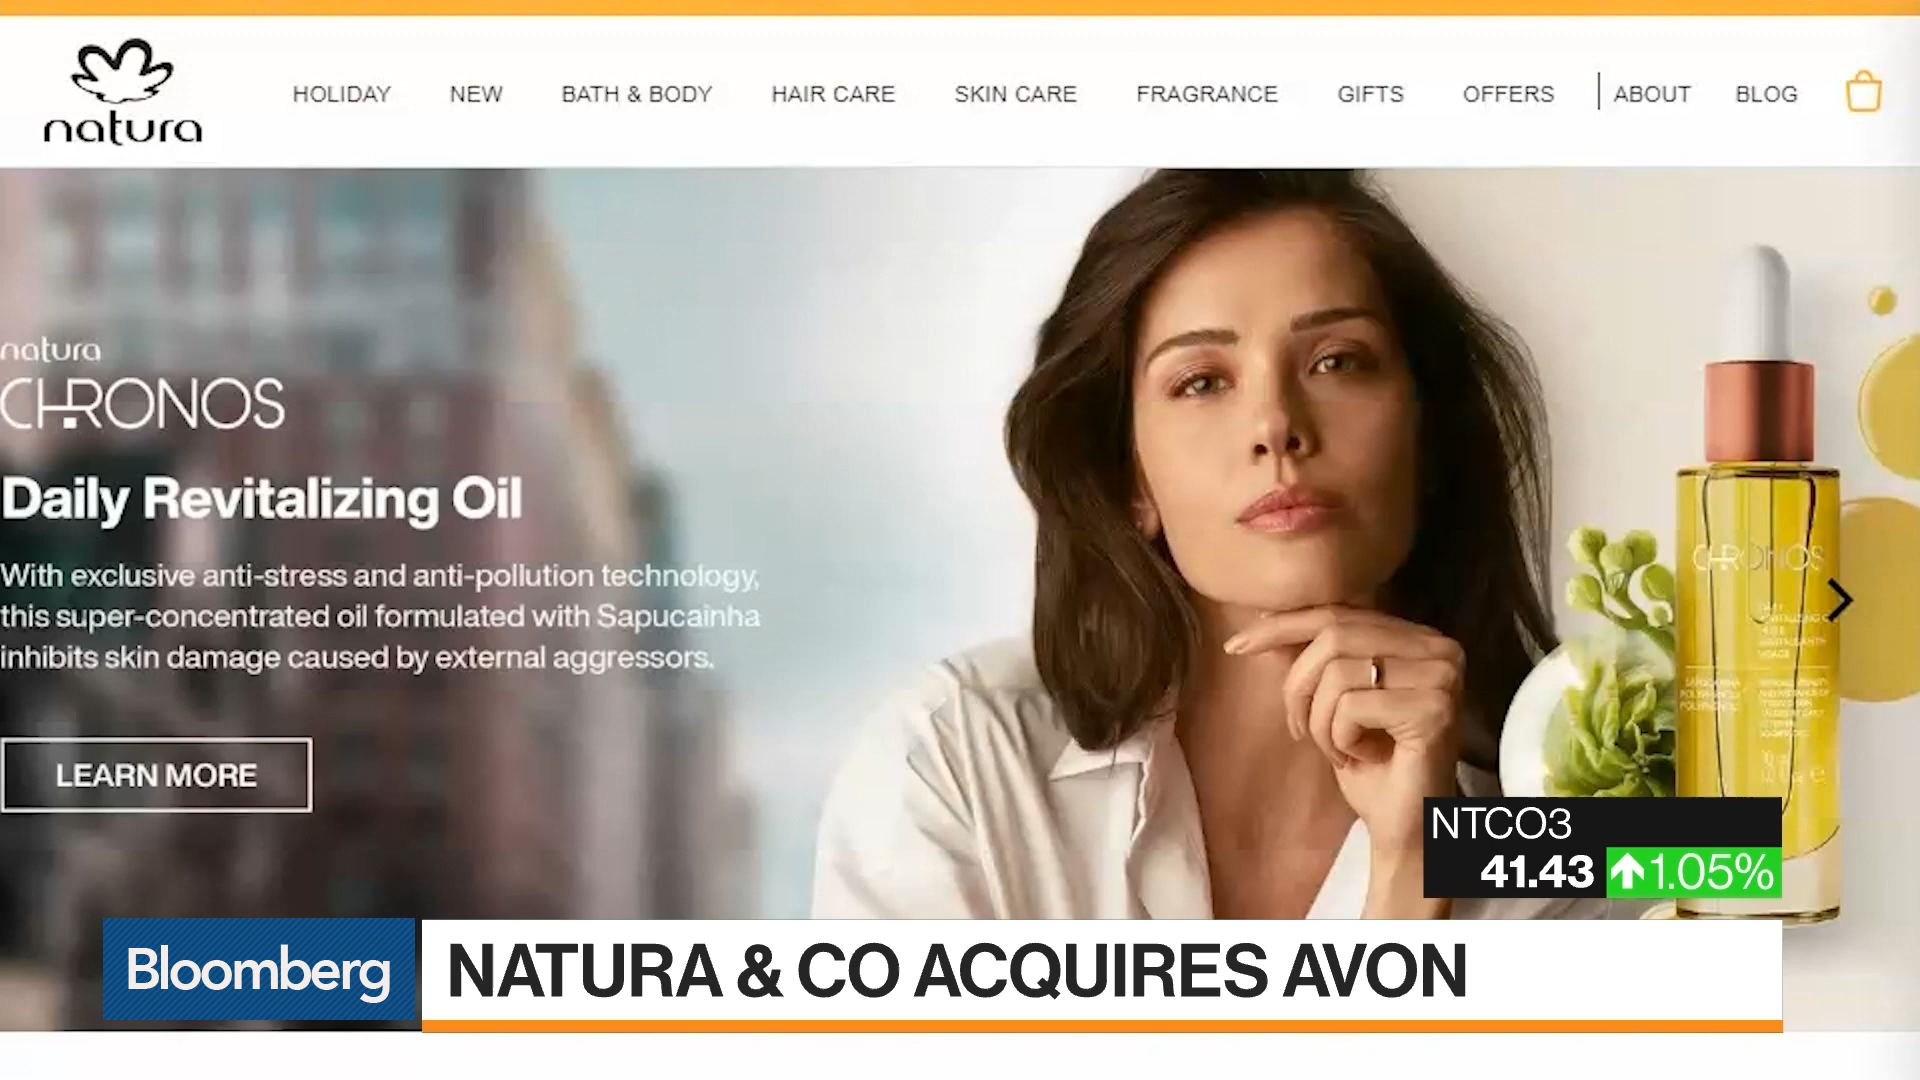 natura
HOLIDAY NEW BATH & BODY HAIR CARE SKIN CARE FRAGRANCE GIFTS OFFERS ABOUT BLOG
natura
CHRONOS
Daily Revitalizing Oil
With exclusive anti-stress and anti-pollution technology,
this super-concentrated oil formulated with Sapucainha
inhibits skin damage caused by external aggressors.
LEARN MORE
CHRONOS
NTCO3
41.43 1.05%
Bloomberg
NATURA & CO ACQUIRES AVON